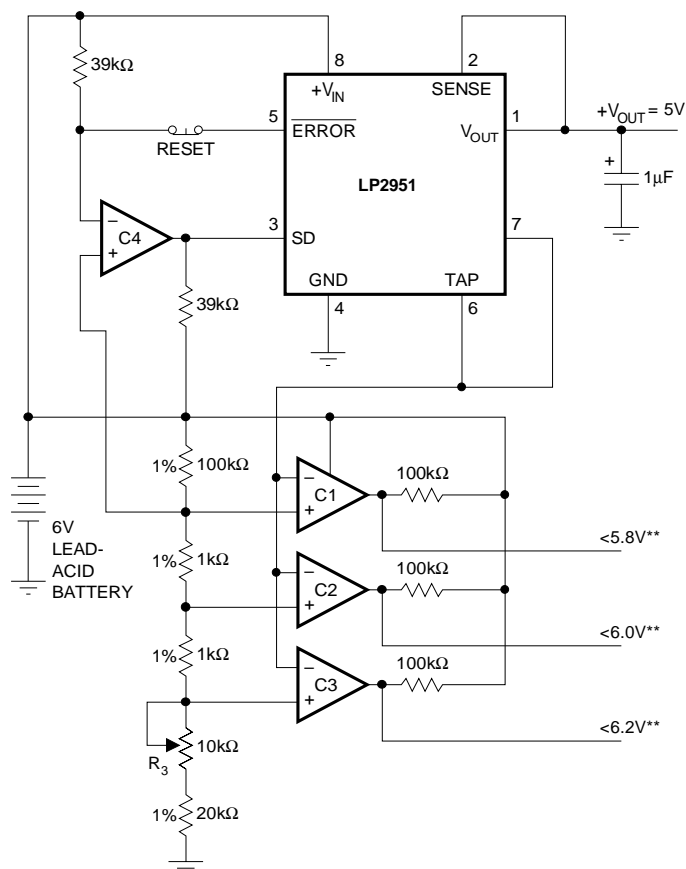 39kΩ
8
2
+VIN
SENSE
5
ERROR
1
VOUT
+VOUT = 5V
RESET
+
1µF
LP2951
–
C4
+
3
SD
7
39kΩ
GND
TAP
4
6
1% 100kΩ
–
C1
+
100kΩ
6V
LEAD-
ACID
BATTERY
<5.8V**
1% 1kΩ
–
C2
+
100kΩ
<6.0V**
1% 1kΩ
–
C3
+
100kΩ
<6.2V**
10kΩ
R3
1% 20kΩ